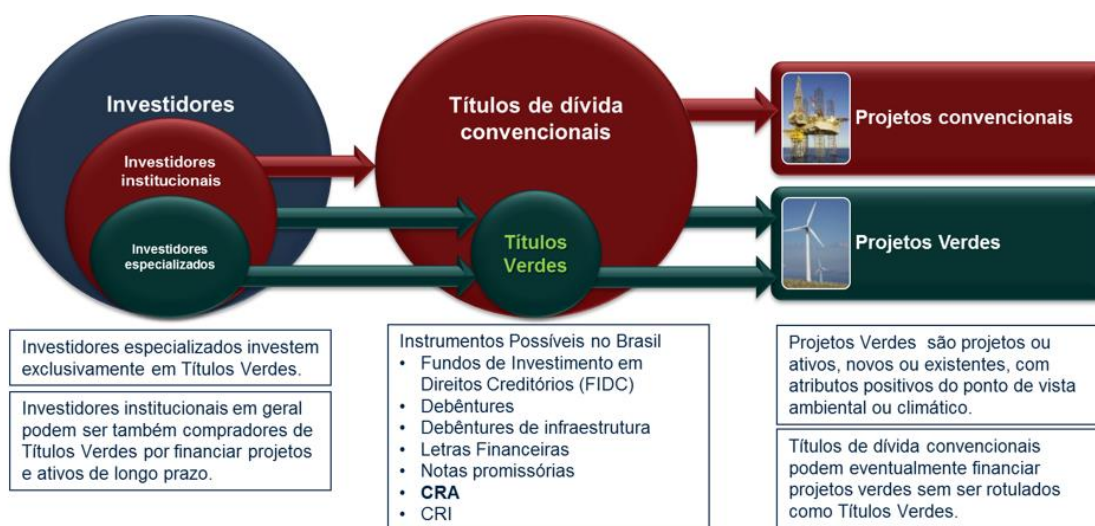 Investidores
Investidores
institucionais
Investidores
especializados
Títulos de dívida
convencionais
Títulos
Verdes
Projetos convencionais
Projetos Verdes
Investidores especializados investem
exclusivamente em Títulos Verdes.
Investidores institucionais em geral
podem ser também compradores de
Títulos Verdes por financiar projetos
e ativos de longo prazo.
Instrumentos Possíveis no Brasil
• Fundos de Investimento em
Direitos Creditórios (FIDC)
• Debêntures
• Debêntures de infraestrutura
• Letras Financeiras
• Notas promissórias
• CRA
• CRI
Projetos Verdes são projetos ou
ativos, novos ou existentes, com
atributos positivos do ponto de vista
ambiental ou climático.
Títulos de dívida convencionais
podem eventualmente financiar
projetos verdes sem ser rotulados
como Títulos Verdes.